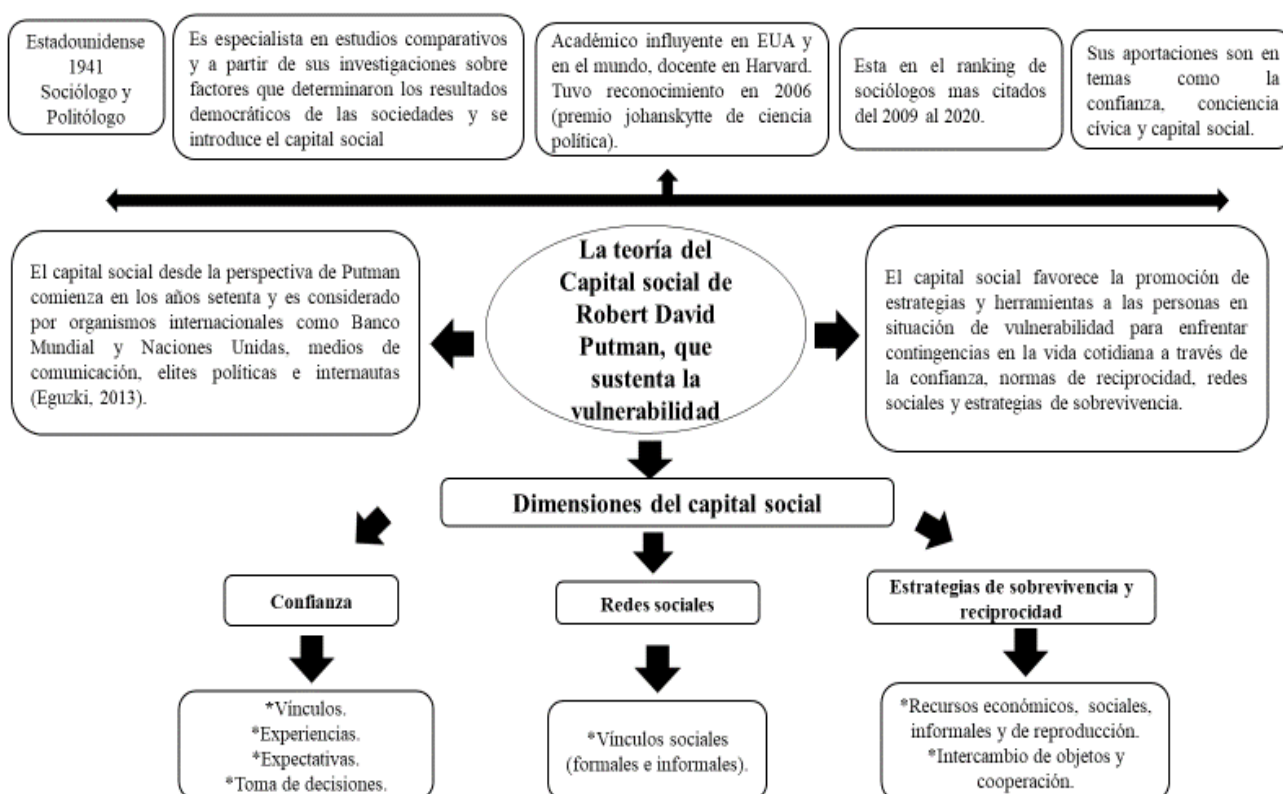 Estadounidense
1941
Sociólogo y
Politólogo
Es especialista en estudios comparativos
y a partir de sus investigaciones sobre
factores que determinaron los resultados
democráticos de las sociedades y se
introduce el capital social
Académico influyente en EUA y
en el mundo, docente en Harvard.
Tuvo reconocimiento en 2006
(premio johanskytte de ciencia
política).
Esta en el ranking de
sociólogos mas citados
del 2009 al 2020.
Sus aportaciones son en
temas como la
confianza, conciencia
cívica y capital social.
El capital social desde la perspectiva de Putman
comienza en los años setenta y es considerado
por organismos internacionales como Banco
Mundial y Naciones Unidas, medios de
comunicación, elites políticas e internautas
(Eguzki, 2013).
La teoría del
Capital social de
Robert David
Putman, que
sustenta la
vulnerabilidad
El capital social favorece la promoción de
estrategias y herramientas a las personas en
situación de vulnerabilidad para enfrentar
contingencias en la vida cotidiana a través de
la confianza, normas de reciprocidad, redes
sociales y estrategias de sobrevivencia.
Dimensiones del capital social
Confianza
Redes sociales
Estrategias de sobrevivencia y
reciprocidad
*Vínculos.
*Experiencias.
*Expectativas.
*Toma de decisiones.
*Vínculos sociales
(formales e informales).
*Recursos económicos, sociales,
informales y de reproducción.
*Intercambio de objetos y
cooperación.